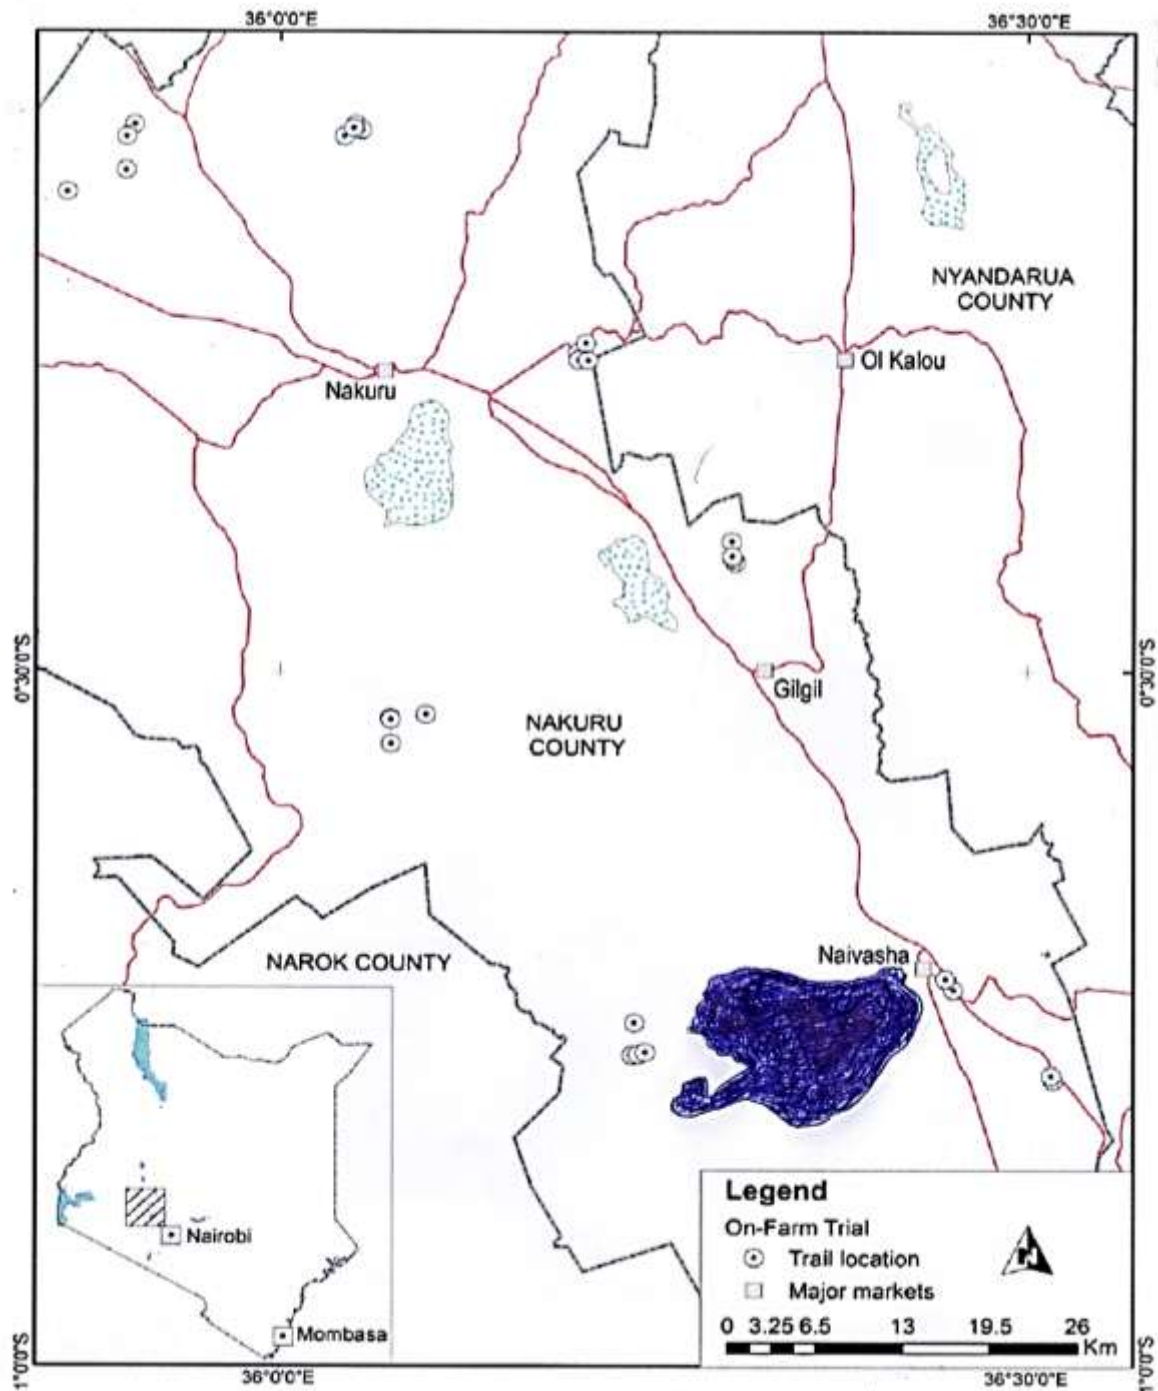 36°0'0"E
36°30'0"E
NYANDARUA
COUNTY
Ol Kalou
Nakuru
0°30'0"S
0°30'0"S
Gilgil
NAKURU
COUNTY
Naivasha
NAROK COUNTY
Nairobi
Mombasa
Legend
On-Farm Trial
Trail location
Major markets
N
0 3.25 6.5 13 19.5 26
Km
1°0'0"S
1°0'0"S
36°0'0"E
36°30'0"E